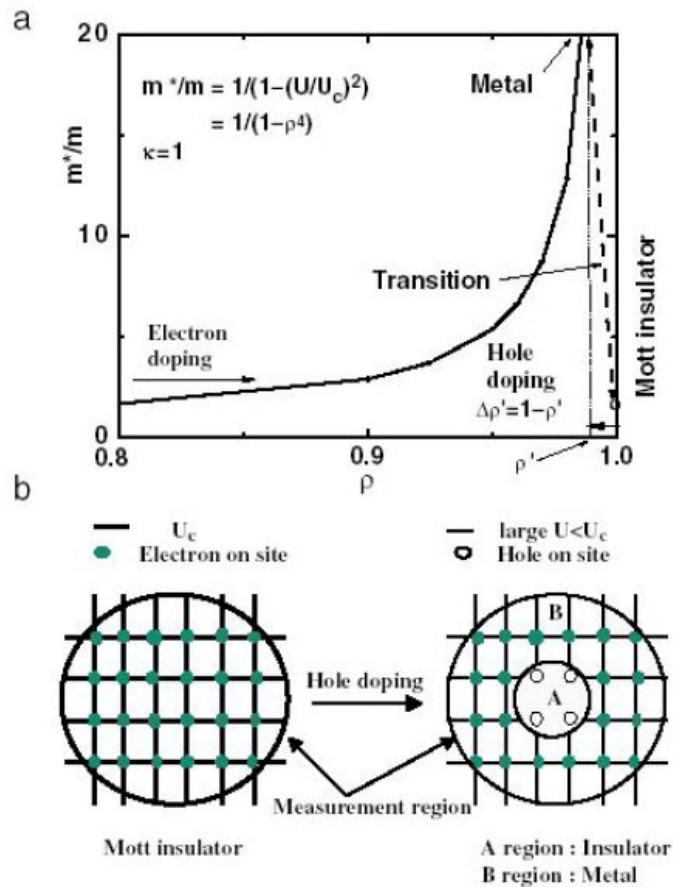 a
20
10
0
m*/m
m*/m = 1/(1-(U/U_c)^2)
= 1/(1-ρ^4)
κ=1
Metal
Transition
Electron
doping
Hole
doping
Δρ'=1-ρ'
Mott insulator
0.8
0.9
1.0
ρ
ρ'
b
U_c
Electron on site
large U<U_c
Hole on site
B
A
Hole doping
Measurement region
Mott insulator
A region : Insulator
B region : Metal